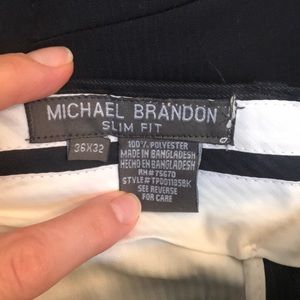 MICHAEL BRANDON
SLIM FIT
36X32
100% POLYESTER
MADE IN BANGLADESH
HECHO EN BANGLADESH
RN# 75670
STYLE# TPD0118SBK
SEE REVERSE
FOR CARE